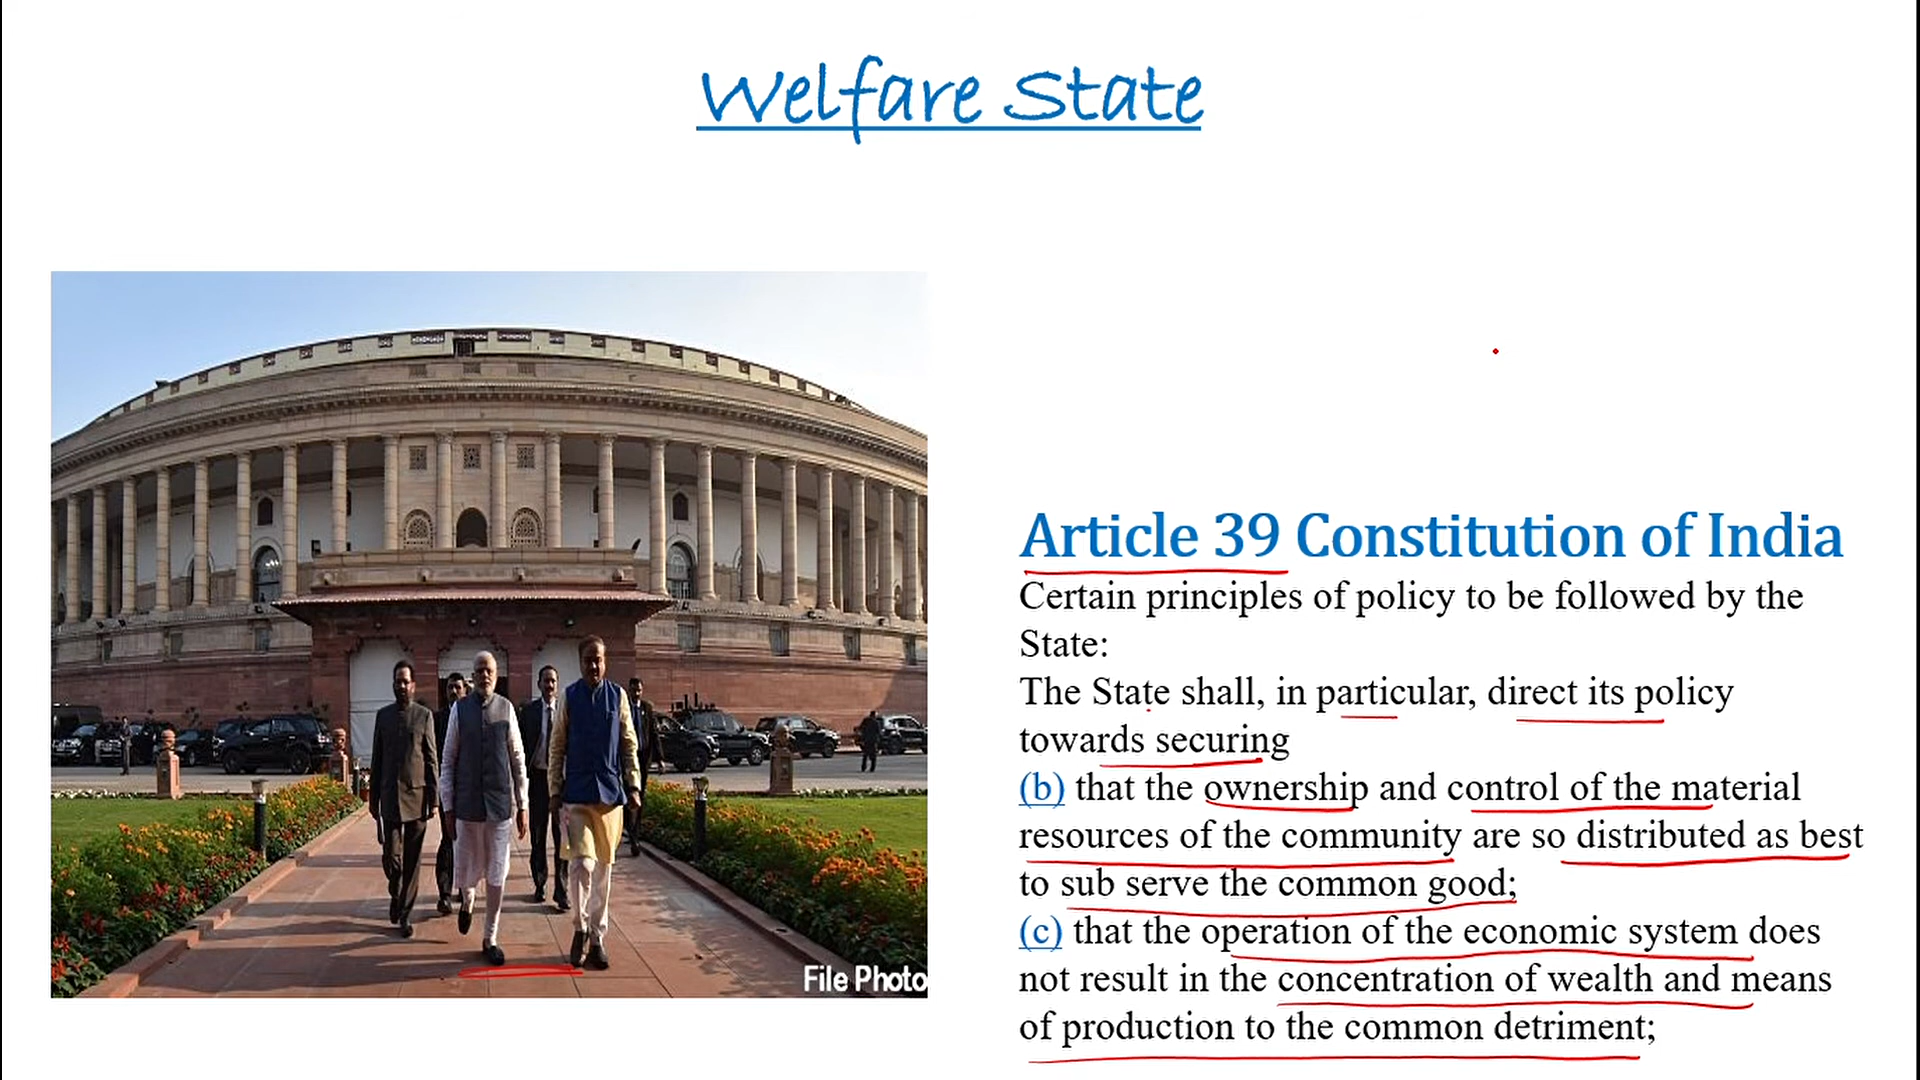 Welfare State
File Photo
Article 39 Constitution of India
Certain principles of policy to be followed by the
State:
The State shall, in particular, direct its policy
towards securing
(b) that the ownership and control of the material
resources of the community are so distributed as best
to sub serve the common good;
(c) that the operation of the economic system does
not result in the concentration of wealth and means
of production to the common detriment;